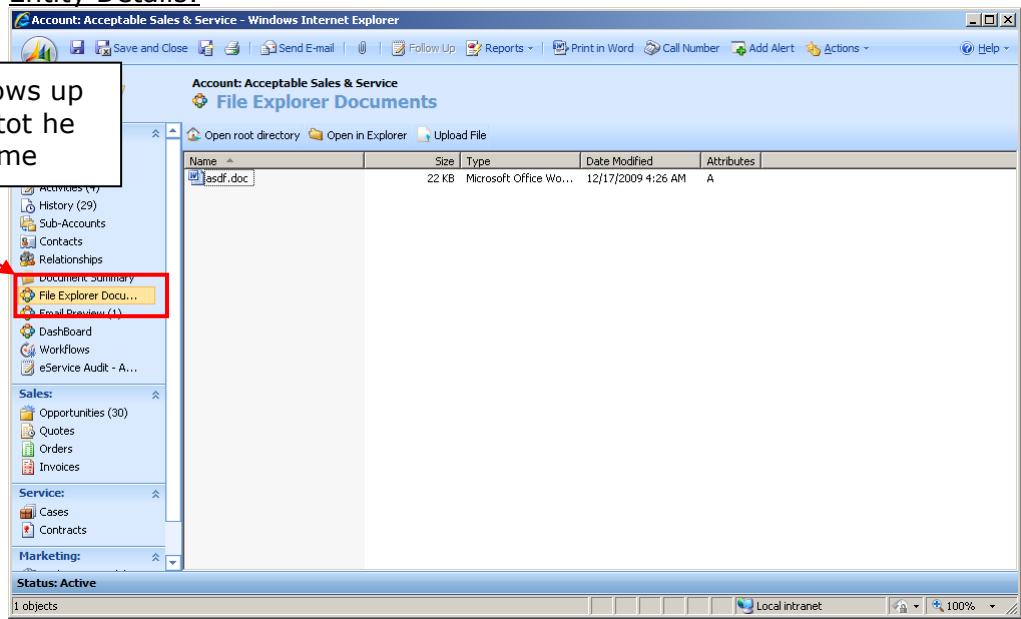 Entity Details:
Account: Acceptable Sales & Service - Windows Internet Explorer
Save and Close Send E-mail Follow Up Reports Print in Word Call Number Add Alert Actions Help
ows up
tot he
me
Account: Acceptable Sales & Service
File Explorer Documents
Open root directory Open in Explorer Upload File
Name Size Type Date Modified Attributes
asdf.doc 22 KB Microsoft Office Wo... 12/17/2009 4:26 AM A
Activities (4)
History (29)
Sub-Accounts
Contacts
Relationships
Document Summary
File Explorer Docu...
Email Preview (1)
DashBoard
Workflows
eService Audit - A...
Sales:
Opportunities (30)
Quotes
Orders
Invoices
Service:
Cases
Contracts
Marketing:
Status: Active
1 objects Local intranet 100%